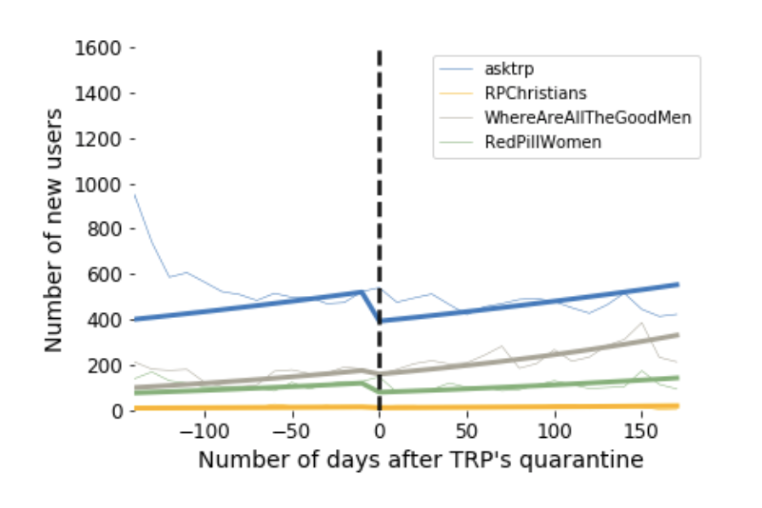 1600
1400
1200
1000
800
600
400
200
0
Number of new users
asktrp
RPChristians
WhereAreAllTheGoodMen
RedPillWomen
−100 −50 0 50 100 150
Number of days after TRP's quarantine